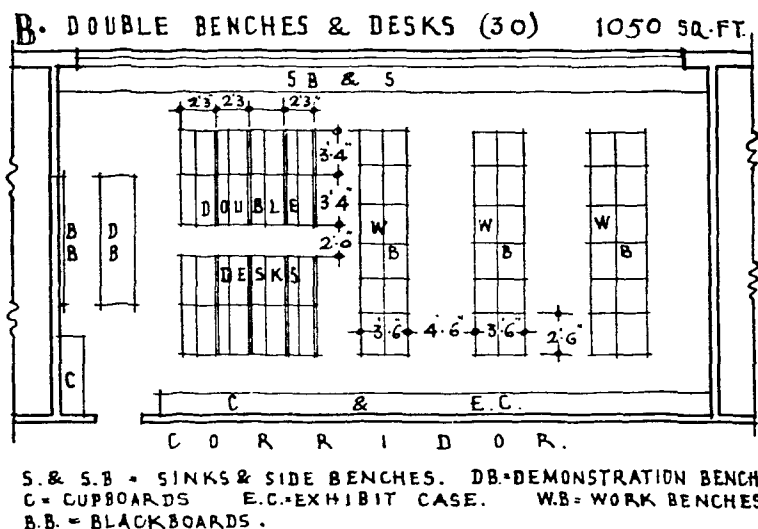 B. DOUBLE BENCHES & DESKS (30) 1050 SQ.FT.
S B & S
2'3" 2'3 2'3"
3'.4"
DOUBLE 3'.4"
2'.0"
DESKS
B B
D B
W B
W B
W B
3'.6" 4'.6" 3'.6" 2'.6"
C
C & E.C.
CORRIDOR.
S. & S.B = SINKS & SIDE BENCHES. DB.=DEMONSTRATION BENCH
C = CUPBOARDS E.C.=EXHIBIT CASE. W.B = WORK BENCHES
B.B. = BLACKBOARDS.